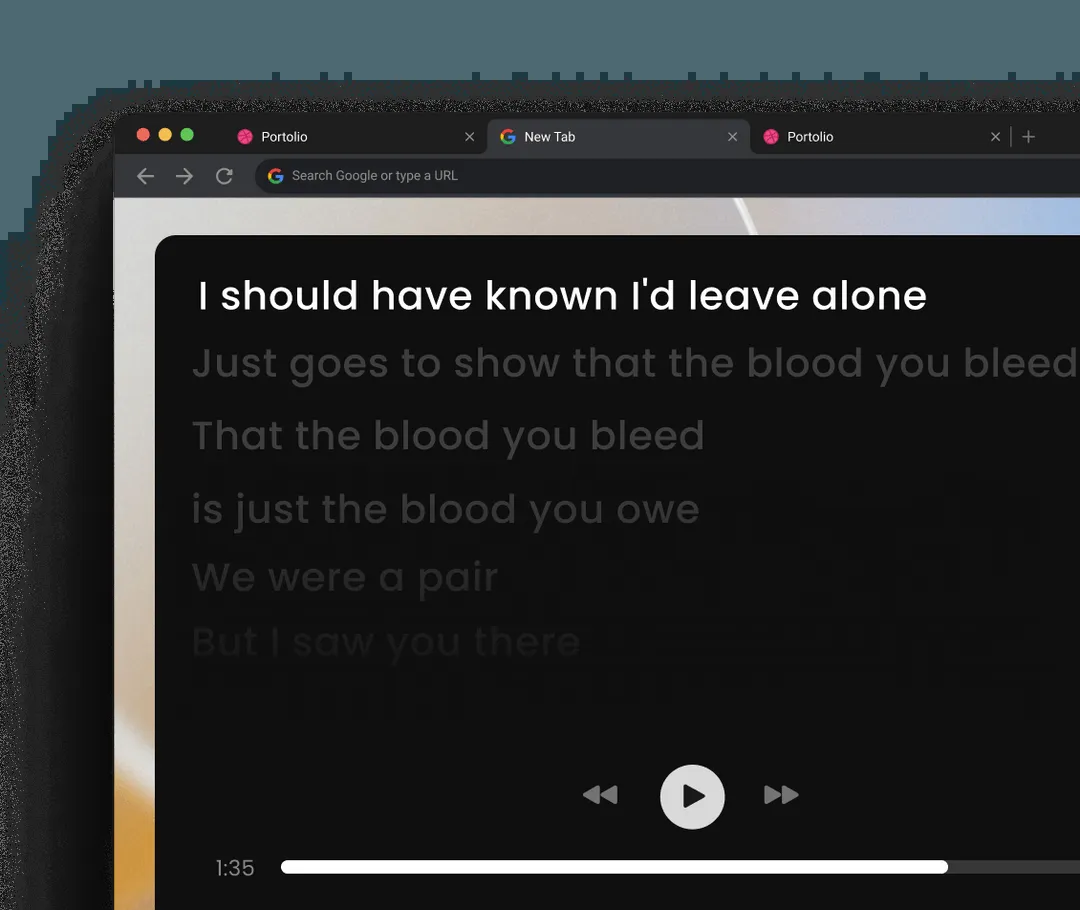 Portolio
New Tab
Portolio
Search Google or type a URL
I should have known I'd leave alone
Just goes to show that the blood you bleed
That the blood you bleed
is just the blood you owe
We were a pair
But I saw you there
1:35